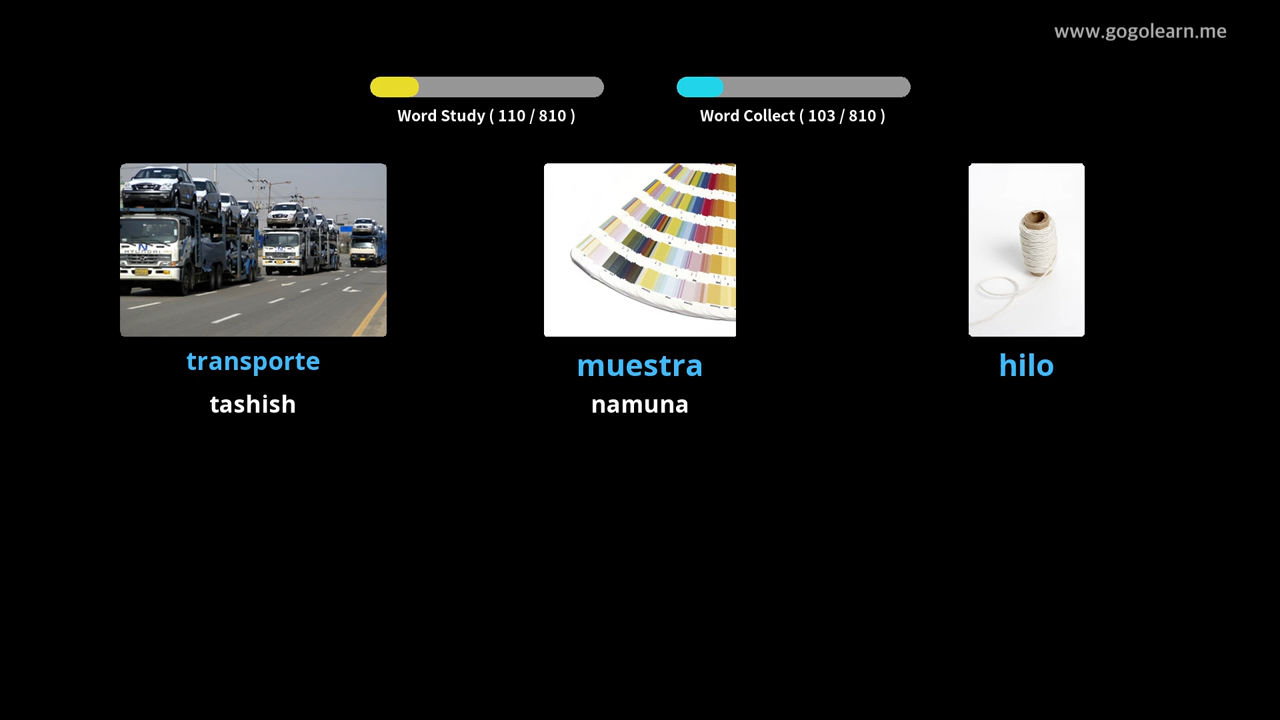 www.gogolearn.me
Word Study ( 110 / 810 )
Word Collect ( 103 / 810 )
transporte
muestra
hilo
tashish
namuna